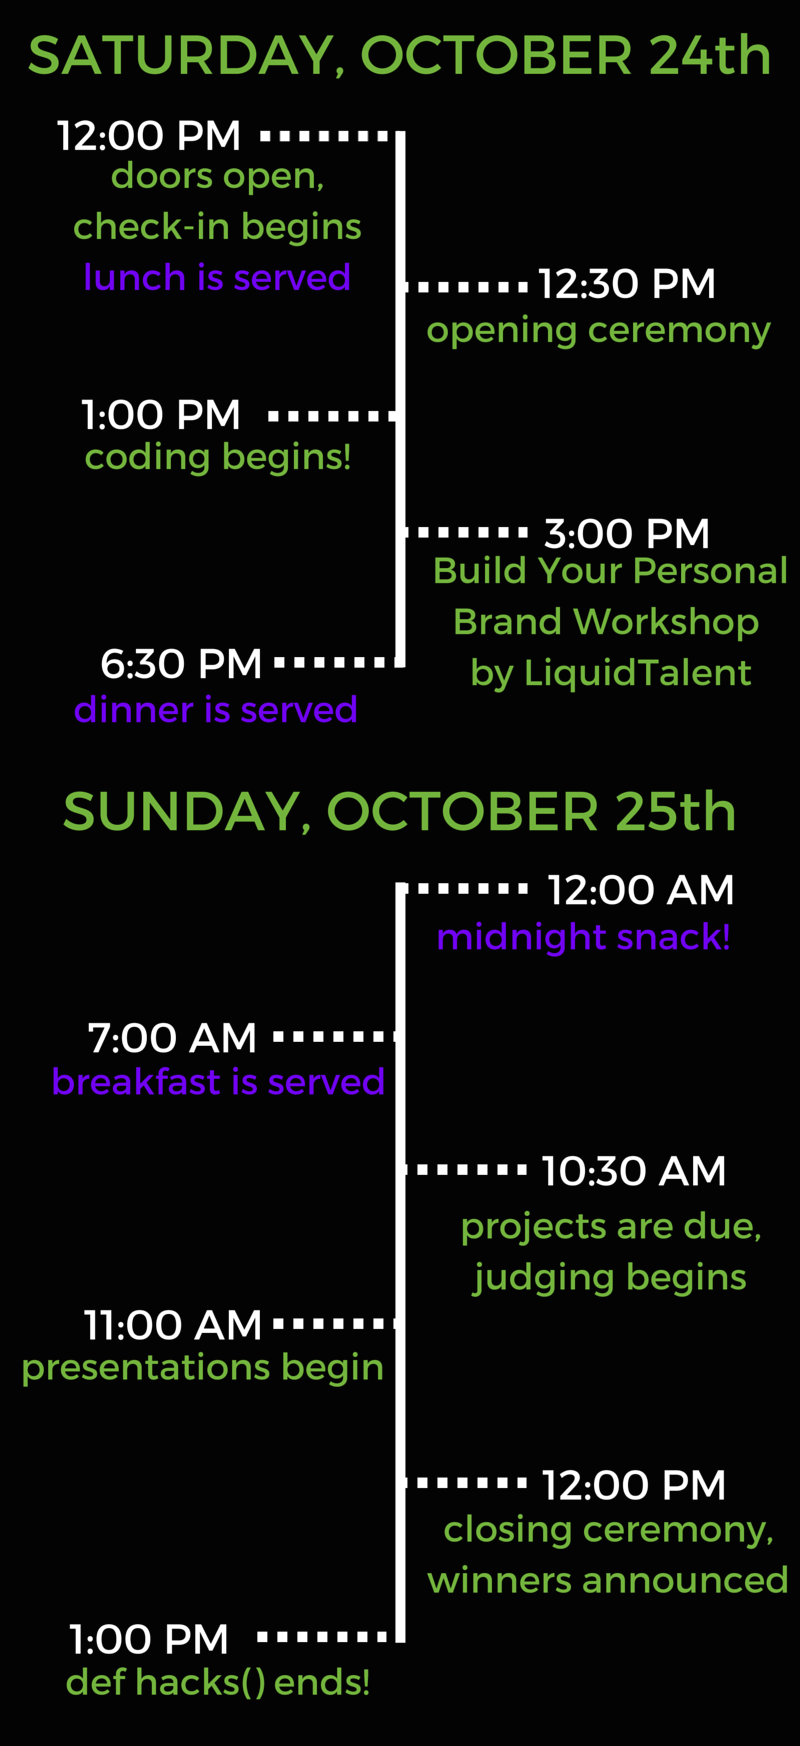 SATURDAY, OCTOBER 24th
12:00 PM
doors open,
check-in begins
lunch is served
12:30 PM
opening ceremony
1:00 PM
coding begins!
3:00 PM
Build Your Personal
Brand Workshop
by LiquidTalent
6:30 PM
dinner is served
SUNDAY, OCTOBER 25th
12:00 AM
midnight snack!
7:00 AM
breakfast is served
10:30 AM
projects are due,
judging begins
11:00 AM
presentations begin
12:00 PM
closing ceremony,
winners announced
1:00 PM
def hacks() ends!